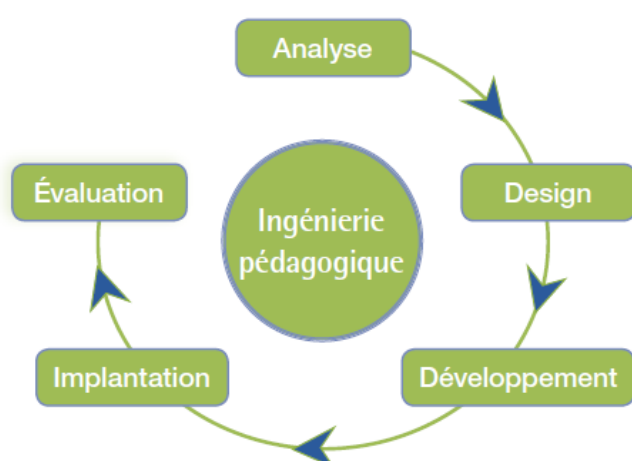 Analyse
Évaluation
Design
Ingénierie
pédagogique
Implantation
Développement